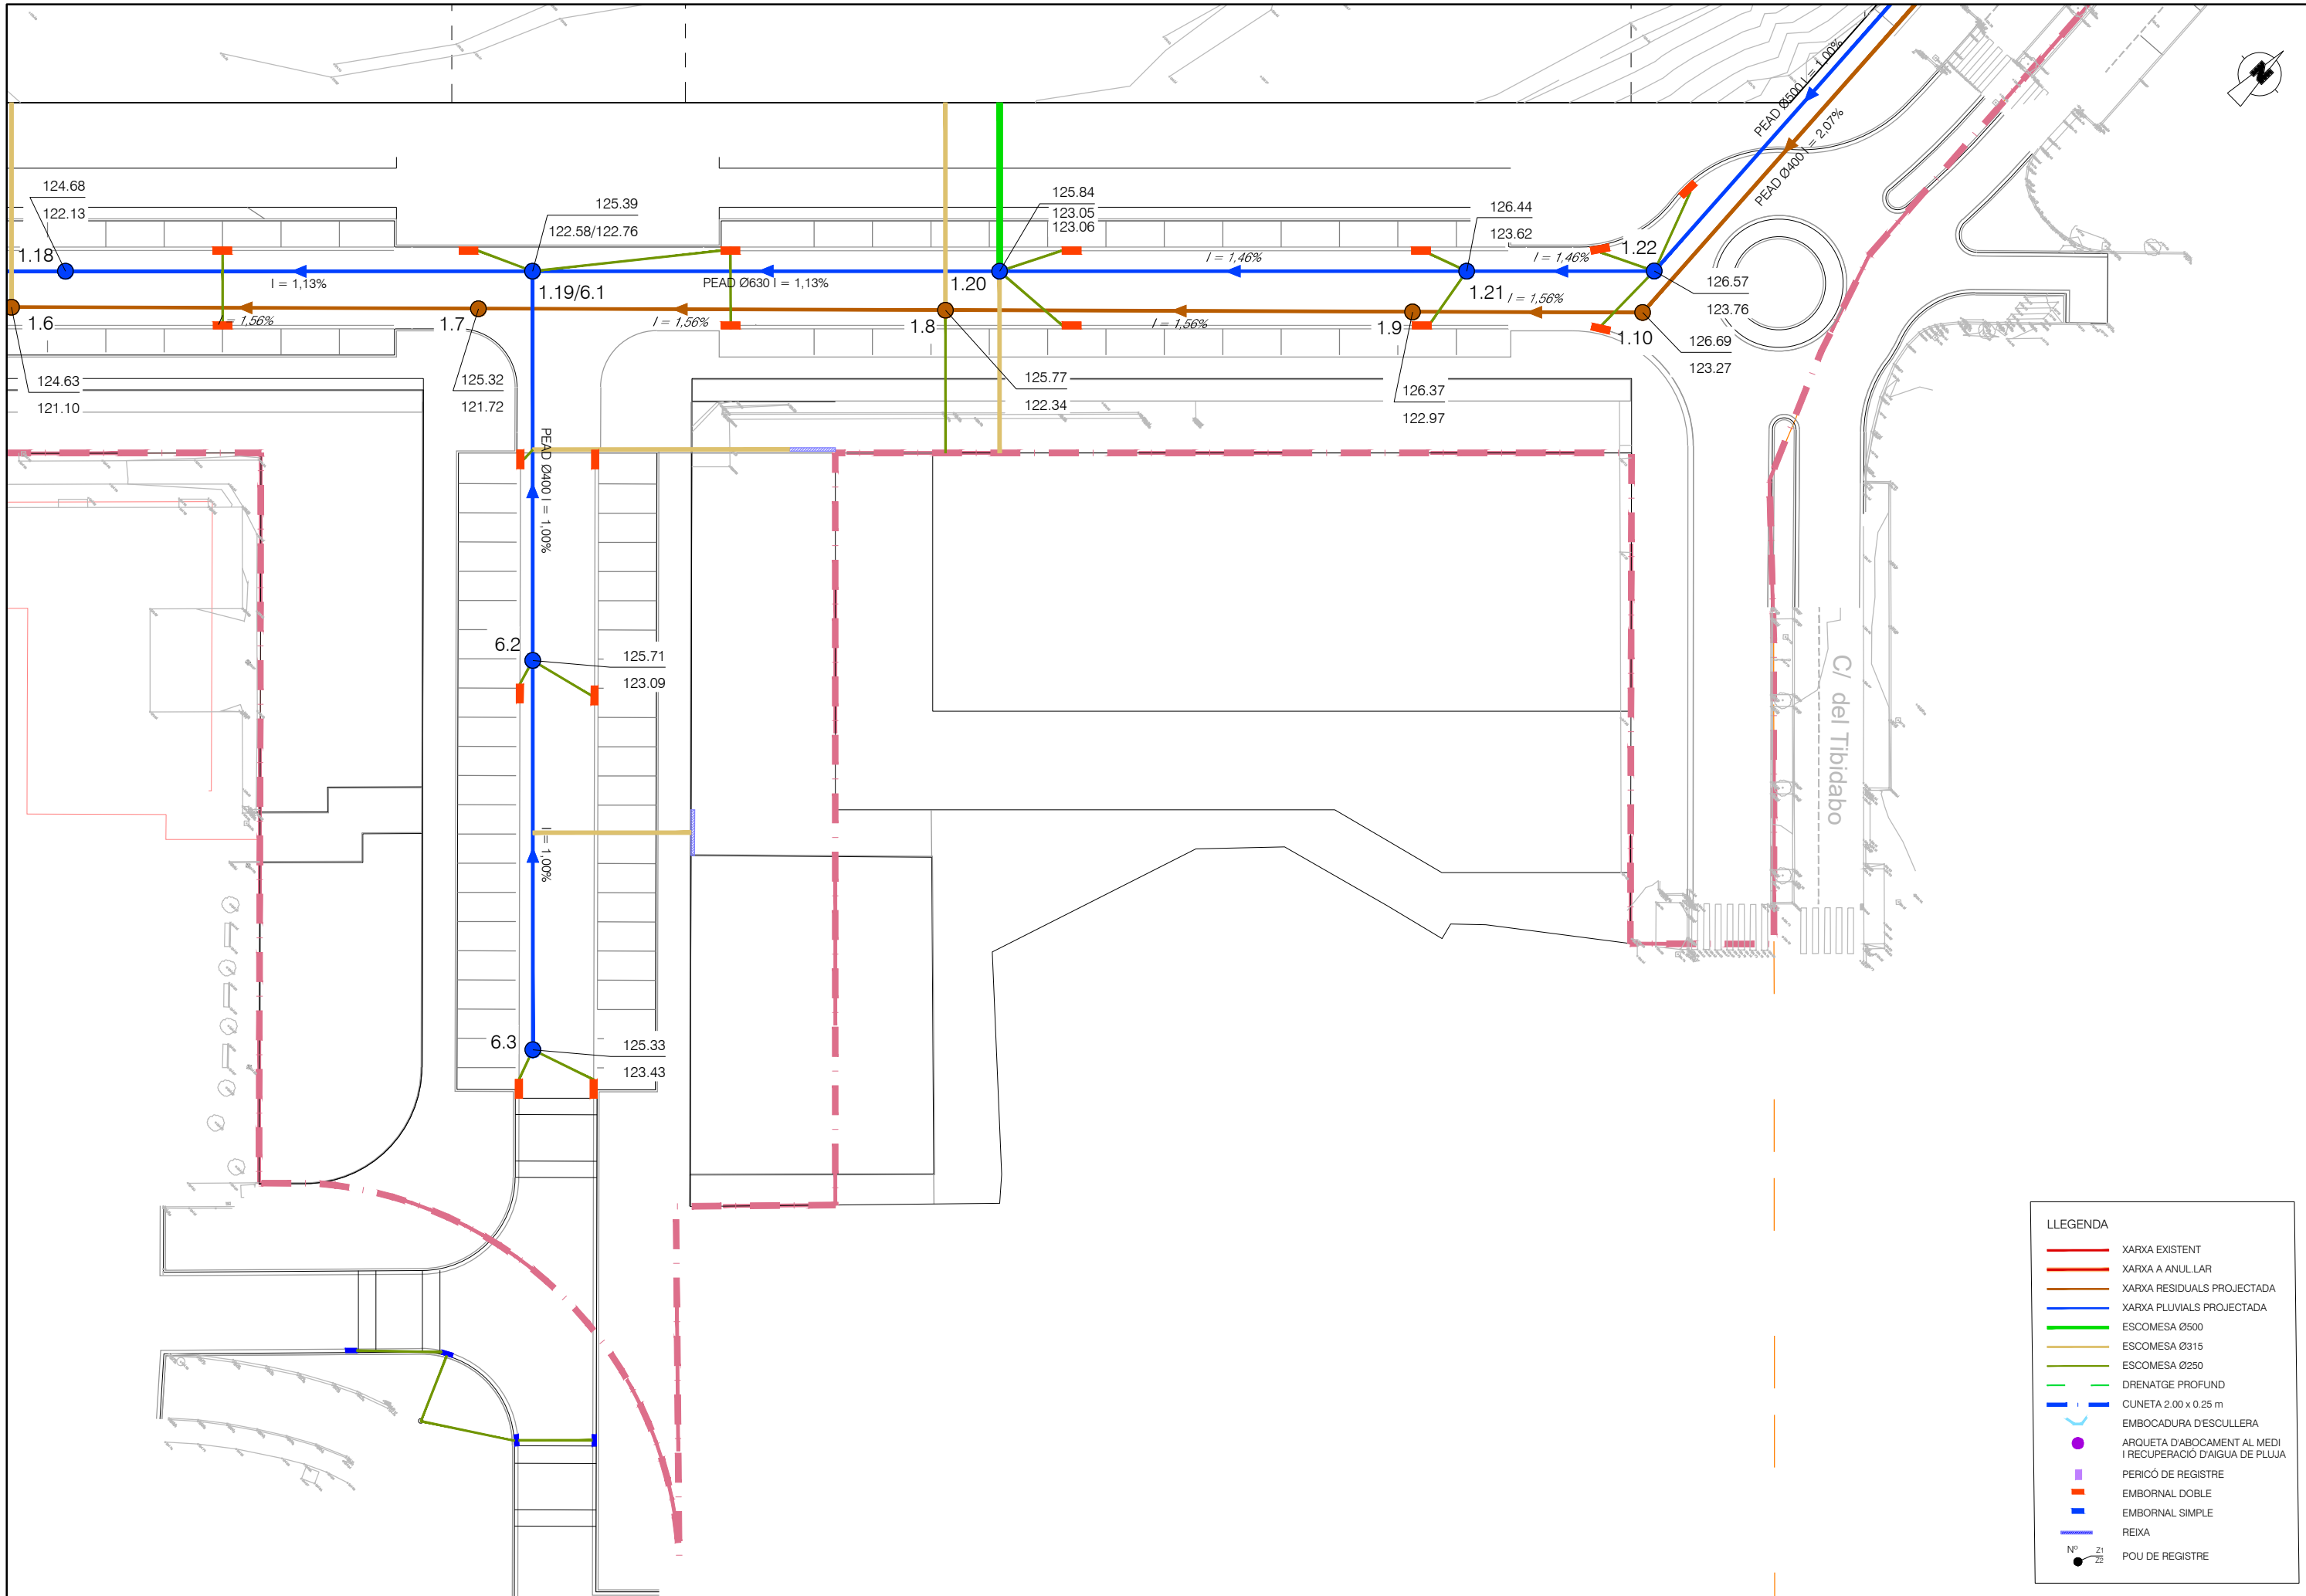 PEAD Ø500 I = 1,00%
PEAD Ø400 I = 2,07%
N
124.68
122.13
1.18
125.39
122.58/122.76
125.84
123.05
123.06
126.44
123.62
1.22
I = 1,46%
I = 1,46%
I = 1,13%
1.19/6.1
PEAD Ø630 I = 1,13%
1.20
1.21
126.57
123.76
1.6
I = 1,56%
1.7
I = 1,56%
1.8
I = 1,56%
1.9
I = 1,56%
1.10
126.69
123.27
124.63
121.10
125.32
121.72
125.77
122.34
126.37
122.97
PEAD Ø400 I = 1,00%
6.2
125.71
123.09
C/ del Tibidabo
I = 1,00%
6.3
125.33
123.43
LLEGENDA
XARXA EXISTENT
XARXA A ANUL.LAR
XARXA RESIDUALS PROJECTADA
XARXA PLUVIALS PROJECTADA
ESCOMESA Ø500
ESCOMESA Ø315
ESCOMESA Ø250
DRENATGE PROFUND
CUNETA 2.00 x 0.25 m
EMBOCADURA D'ESCULLERA
ARQUETA D'ABOCAMENT AL MEDI
I RECUPERACIÓ D'AIGUA DE PLUJA
PERICÓ DE REGISTRE
EMBORNAL DOBLE
EMBORNAL SIMPLE
REIXA
Nº Z1
Z2
POU DE REGISTRE